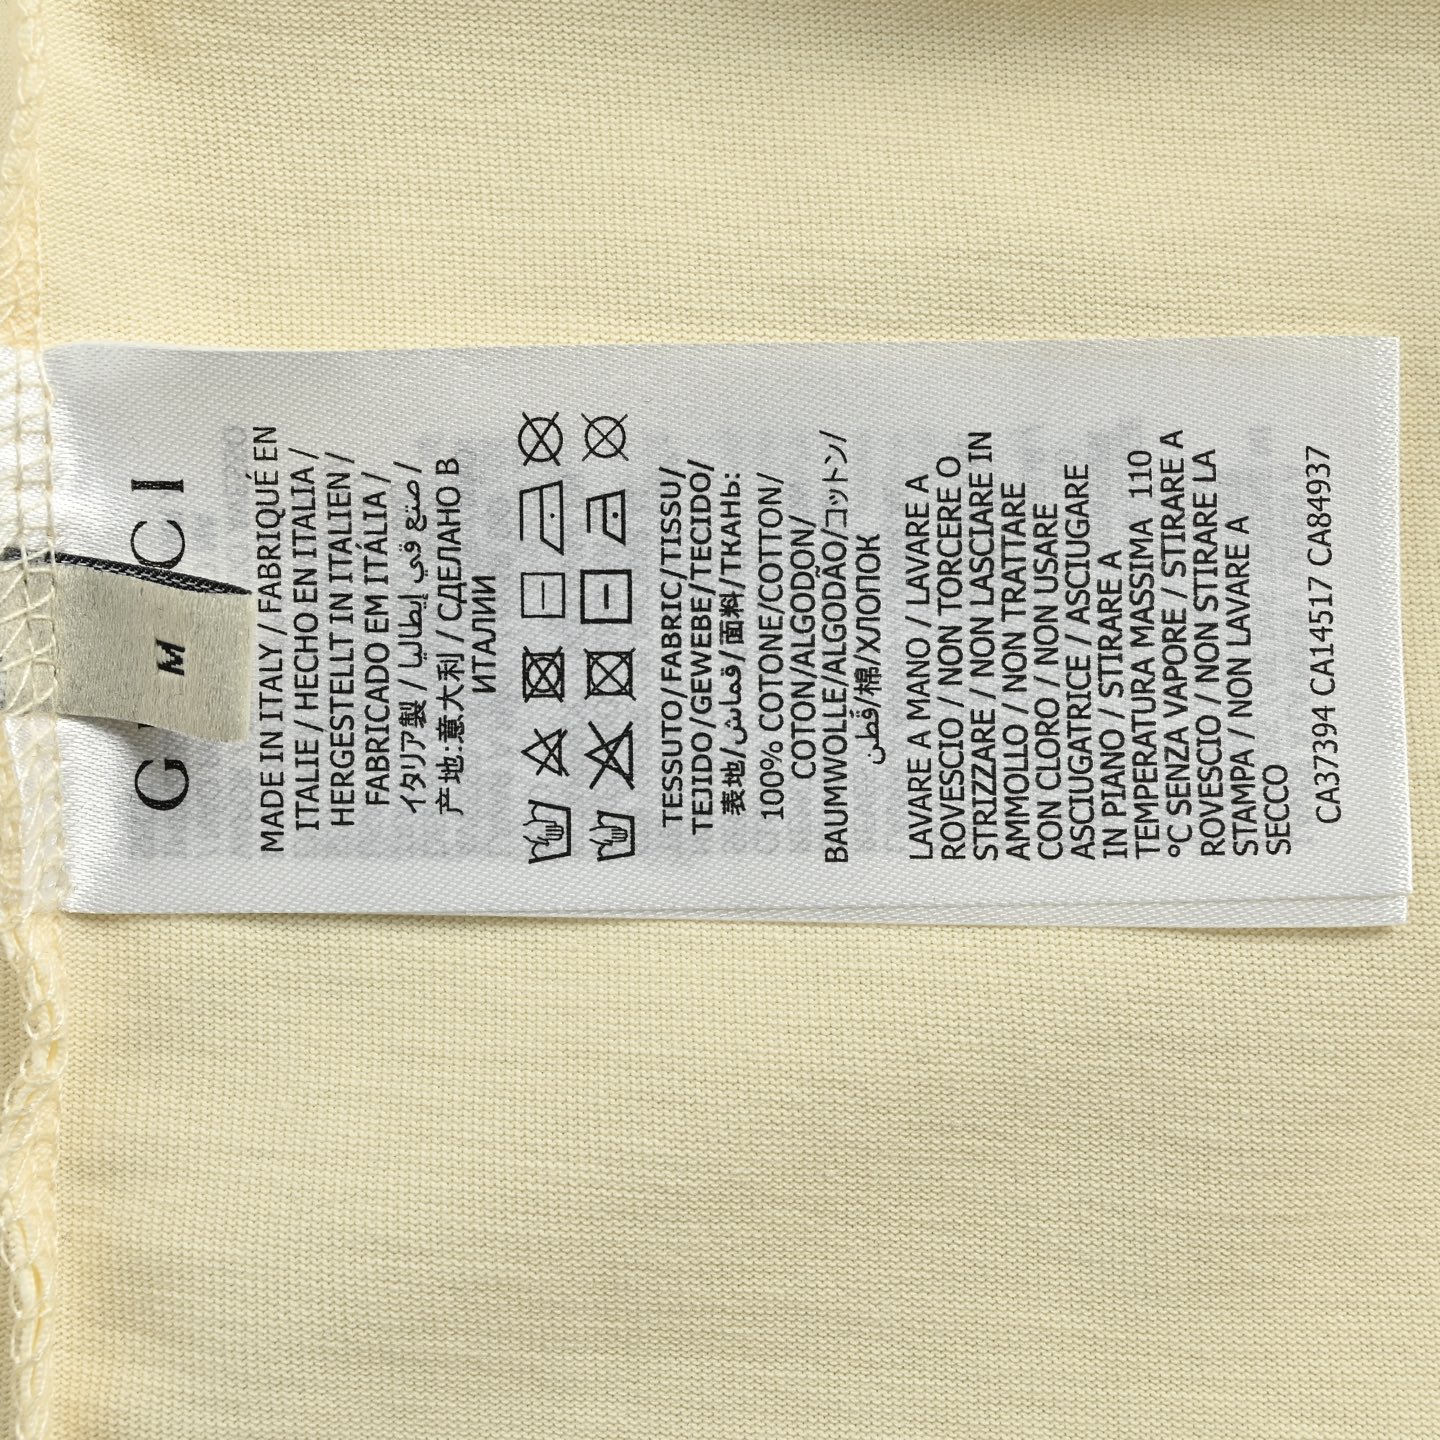 G CI
M
MADE IN ITALY / FABRIQUÉ EN
ITALIE / HECHO EN ITALIA /
HERGESTELLT IN ITALIEN /
FABRICADO EM ITÁLIA /
イタリア製 / صنع في إيطاليا /
产地:意大利 / СДЕЛАНО В
ИТАЛИИ
TESSUTO/FABRIC/TISSU/
TEJIDO/GEWEBE/TECIDO/
表地/قماش/面料/ТКАНЬ:
100% COTONE/COTTON/
COTON/ALGODON/
BAUMWOLLE/ALGODÃO/コットン/
قطن/棉/ХЛОПОК
LAVARE A MANO / LAVARE A
ROVESCIO / NON TORCERE O
STRIZZARE / NON LASCIARE IN
AMMOLLO / NON TRATTARE
CON CLORO / NON USARE
ASCIUGATRICE / ASCIUGARE
IN PIANO / STIRARE A
TEMPERATURA MASSIMA 110
°C SENZA VAPORE / STIRARE A
ROVESCIO / NON STIRARE LA
STAMPA / NON LAVARE A
SECCO
CA37394 CA14517 CA84937